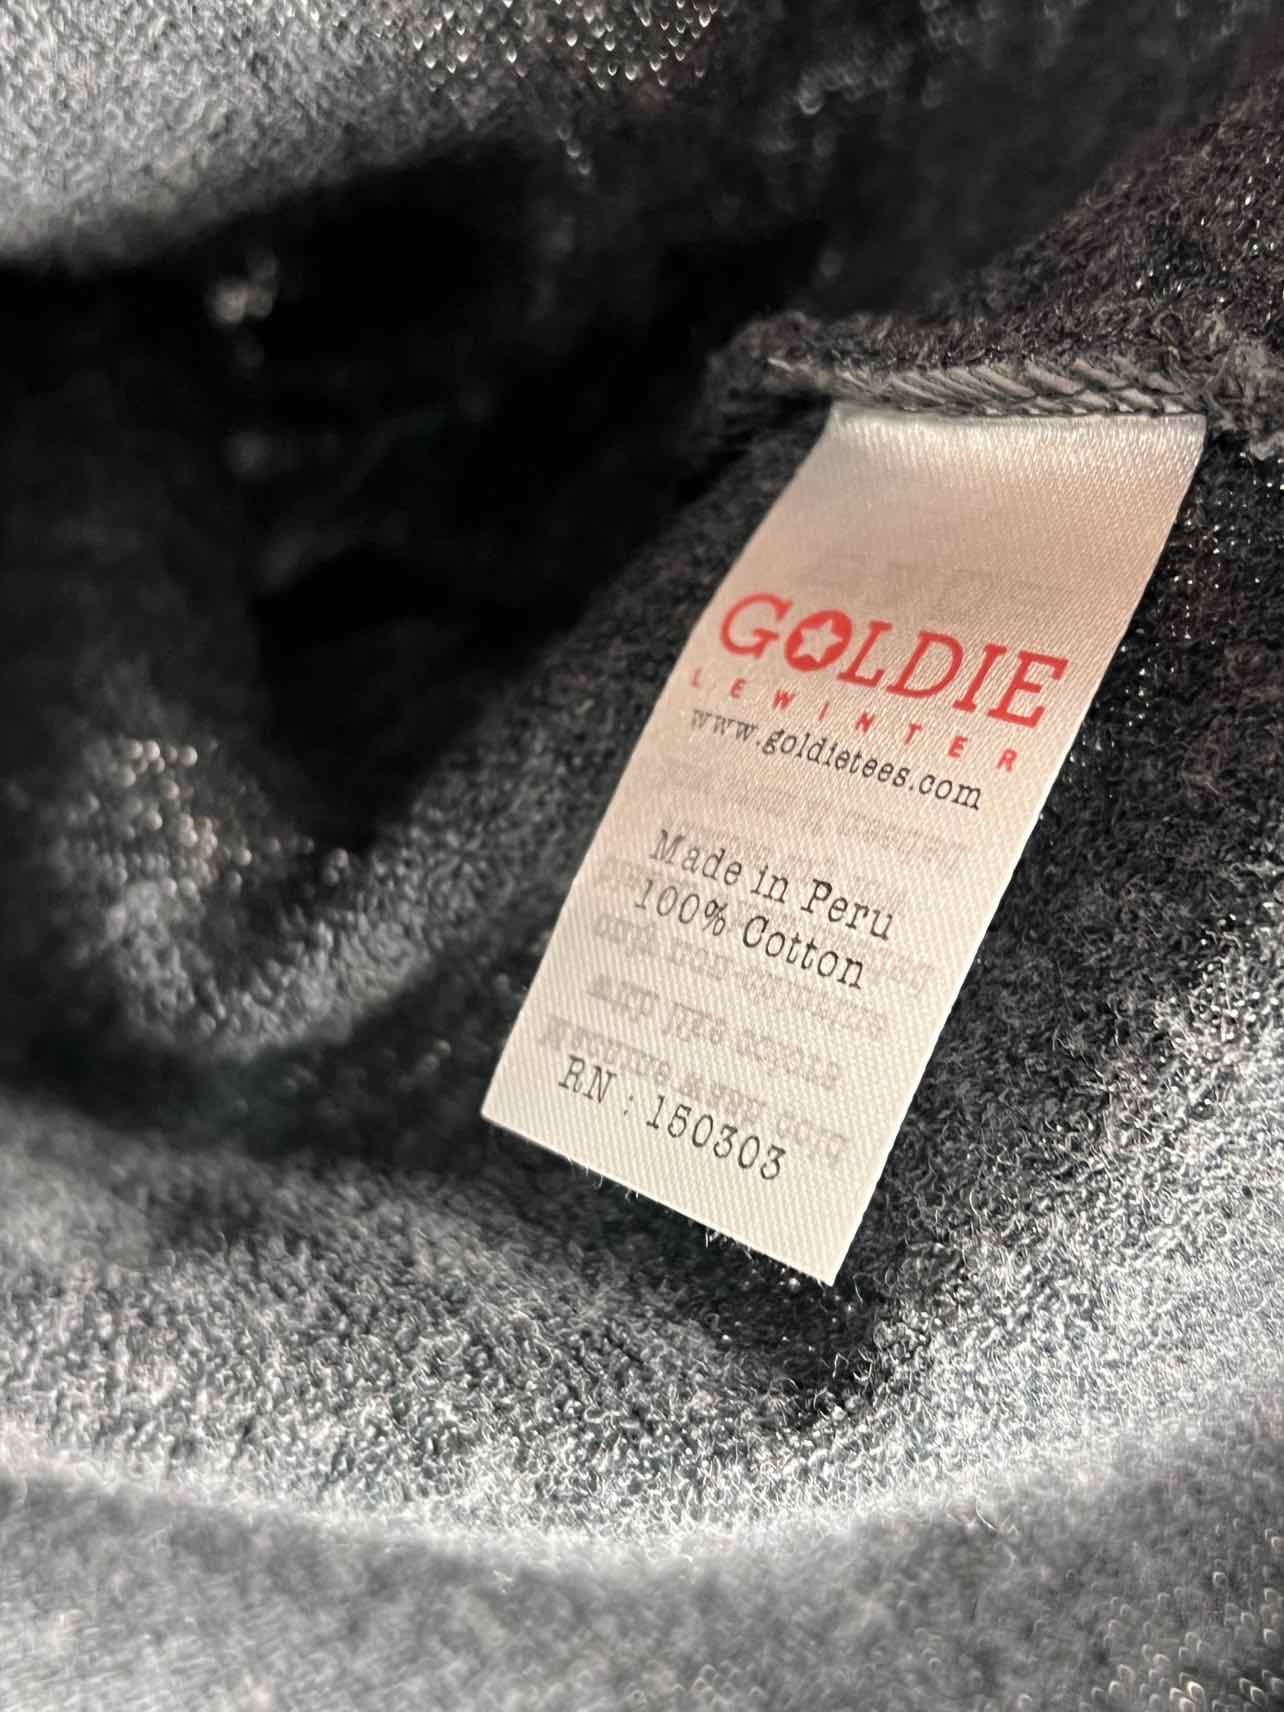 GOLDIE
LEWINTER
www.goldietees.com
Made in Peru
100% Cotton
RN : 150303